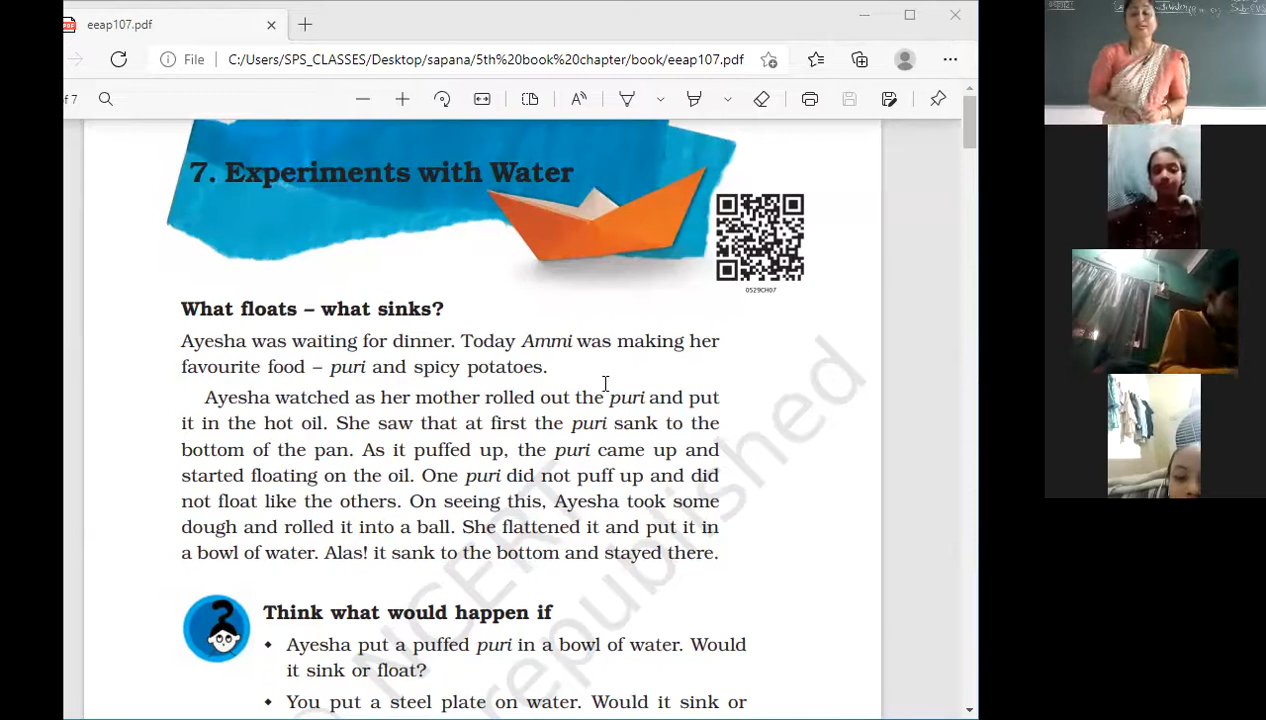 eeap107.pdf
File
C:/Users/SPS_CLASSES/Desktop/sapana/5th%20book%20chapter/book/eeap107.pdf
of 7
7. Experiments with Water
0529CH07
What floats – what sinks?
Ayesha was waiting for dinner. Today Ammi was making her
favourite food – puri and spicy potatoes.
Ayesha watched as her mother rolled out the puri and put
it in the hot oil. She saw that at first the puri sank to the
bottom of the pan. As it puffed up, the puri came up and
started floating on the oil. One puri did not puff up and did
not float like the others. On seeing this, Ayesha took some
dough and rolled it into a ball. She flattened it and put it in
a bowl of water. Alas! it sank to the bottom and stayed there.
Think what would happen if
• Ayesha put a puffed puri in a bowl of water. Would
it sink or float?
• You put a steel plate on water. Would it sink or
NCERT
republished